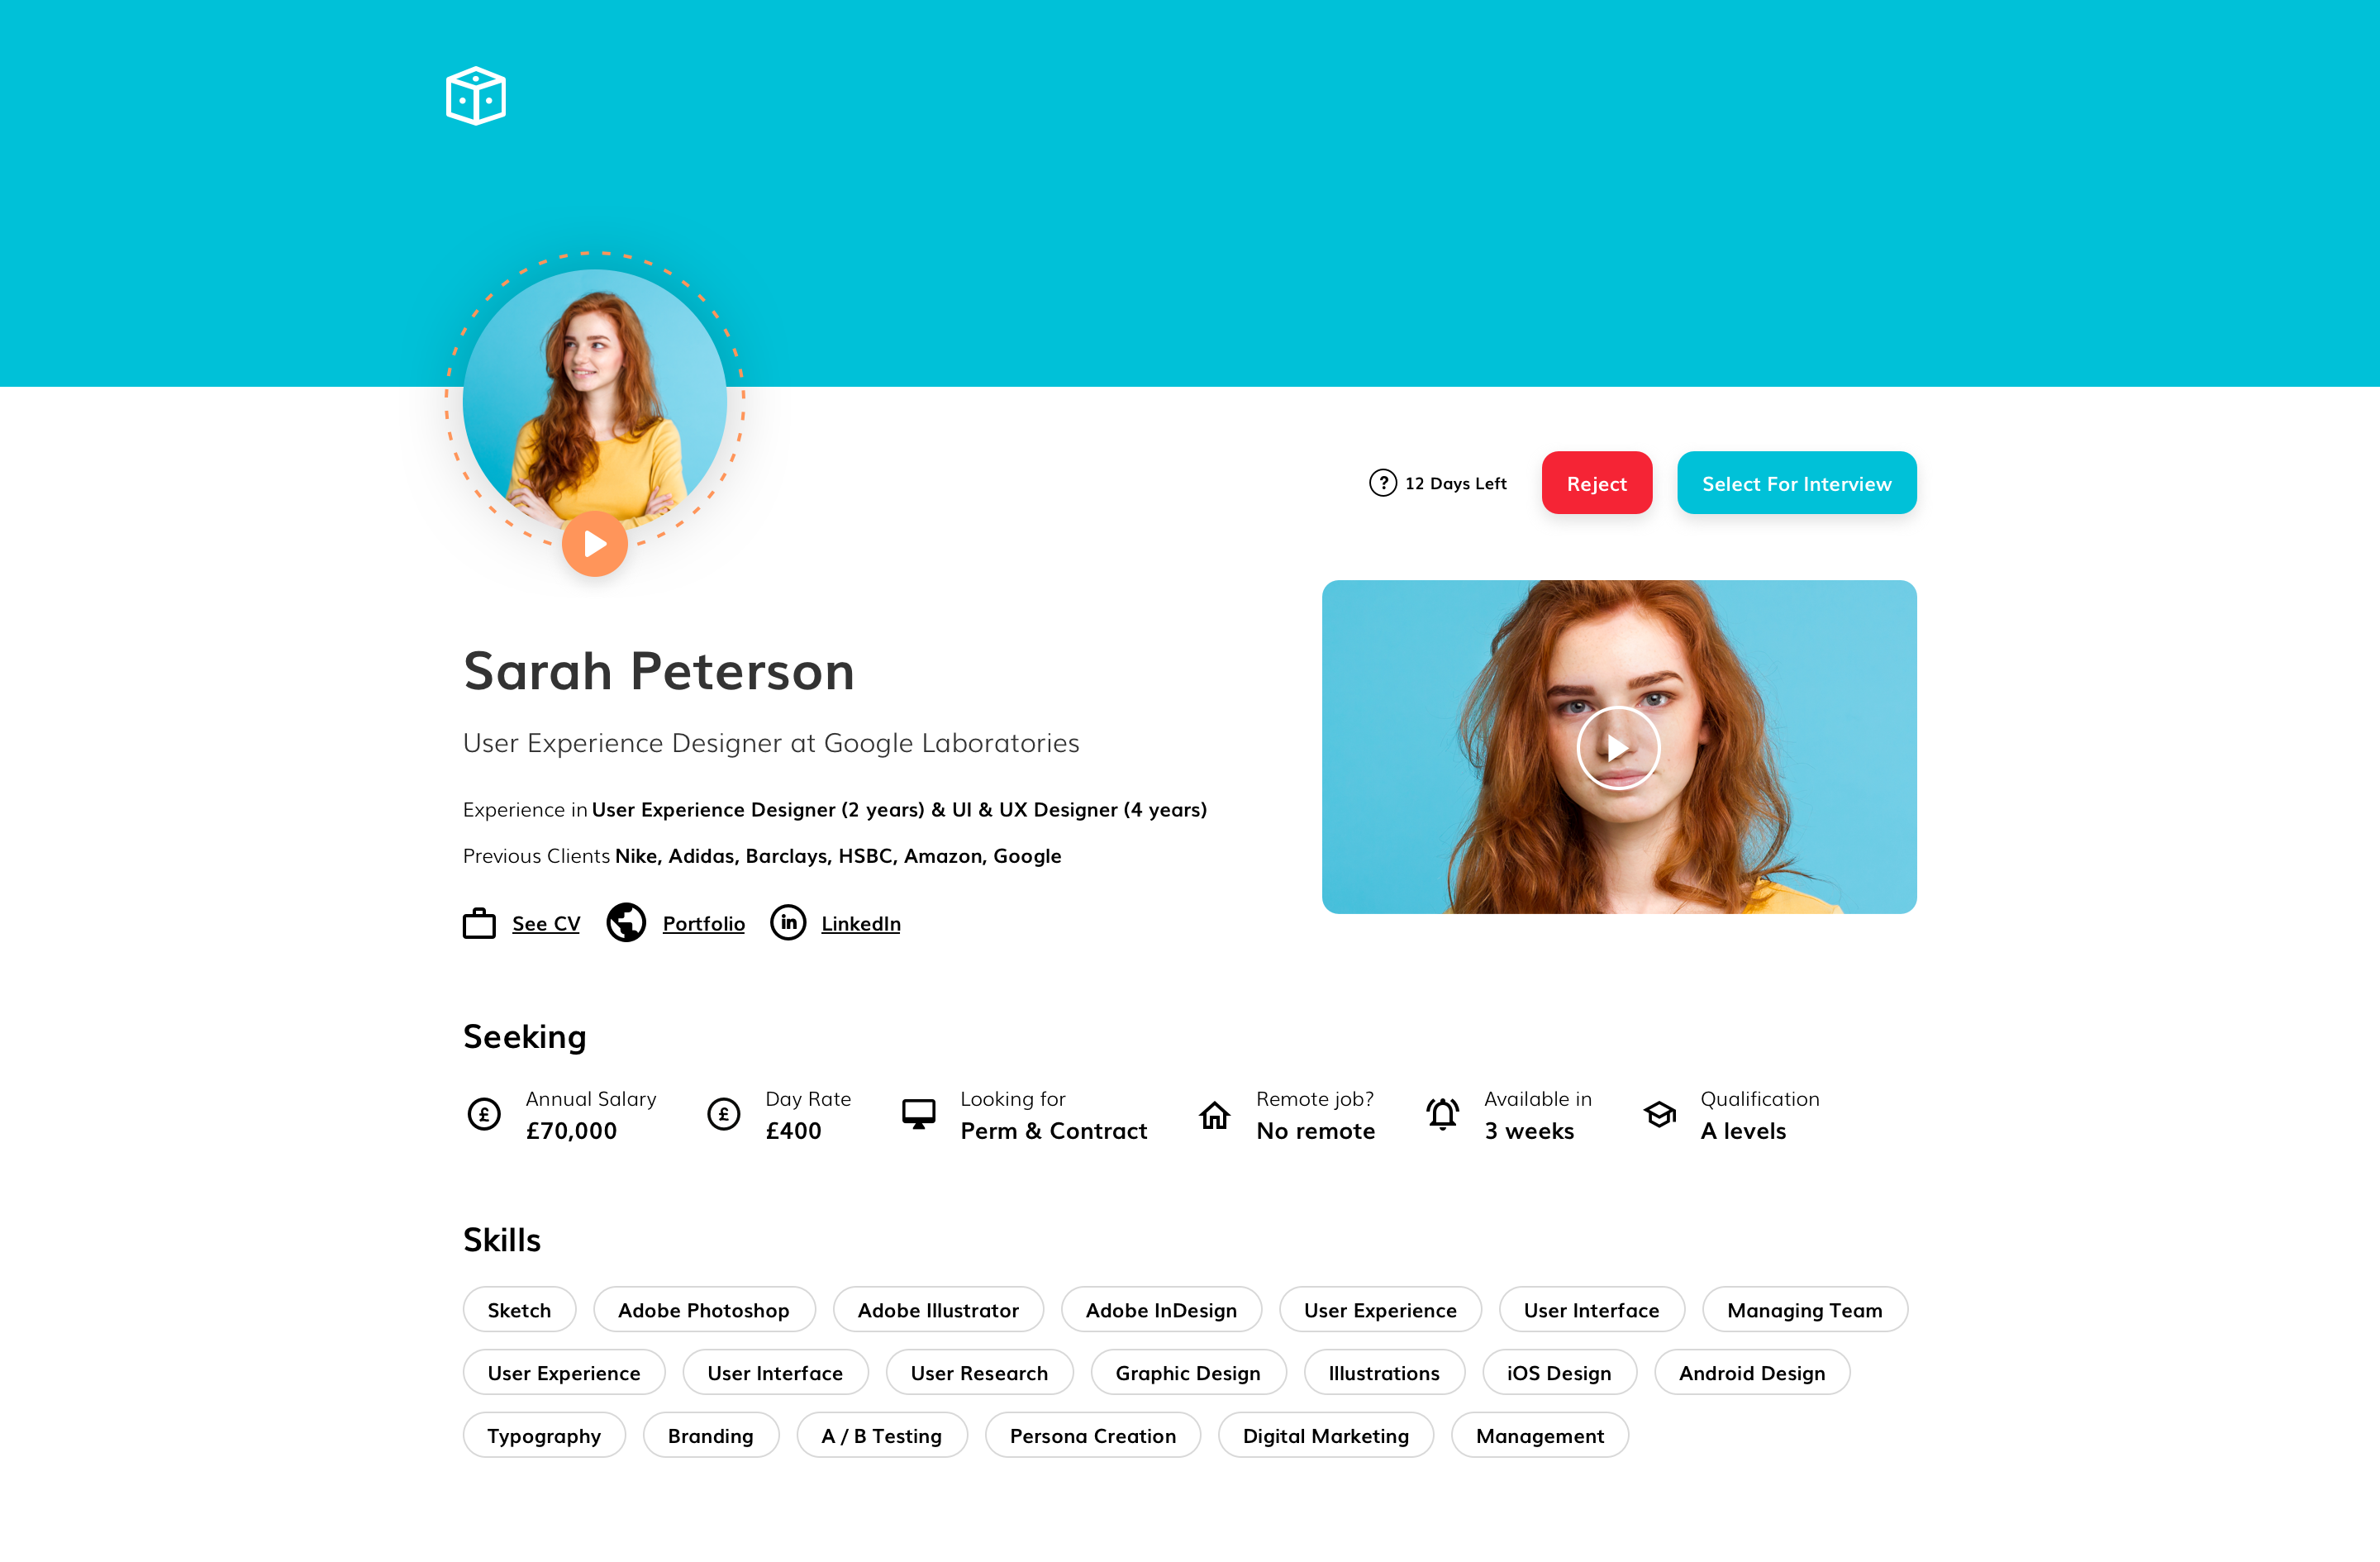 ? 12 Days Left Reject Select For Interview
Sarah Peterson
User Experience Designer at Google Laboratories
Experience in User Experience Designer (2 years) & UI & UX Designer (4 years)
Previous Clients Nike, Adidas, Barclays, HSBC, Amazon, Google
See CV Portfolio in LinkedIn
Seeking
£ Annual Salary £ Day Rate Looking for Remote job? Available in Qualification
£70,000 £400 Perm & Contract No remote 3 weeks A levels
Skills
Sketch Adobe Photoshop Adobe Illustrator Adobe InDesign User Experience User Interface Managing Team
User Experience User Interface User Research Graphic Design Illustrations iOS Design Android Design
Typography Branding A / B Testing Persona Creation Digital Marketing Management